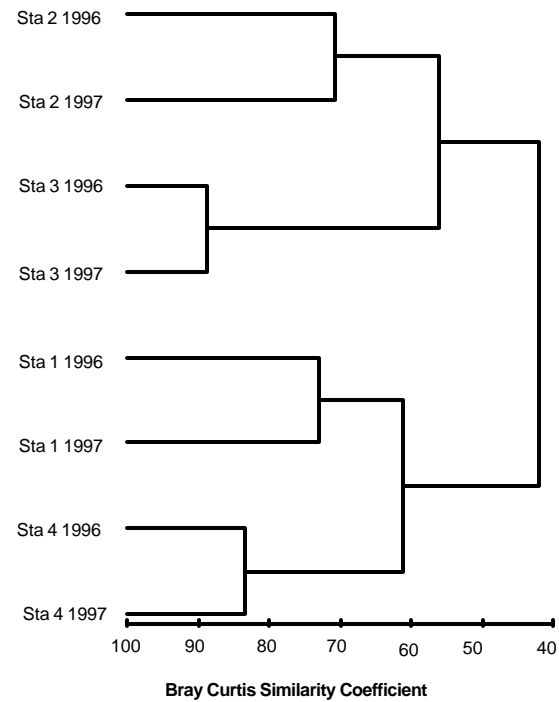 Sta 2 1996
Sta 2 1997
Sta 3 1996
Sta 3 1997
Sta 1 1996
Sta 1 1997
Sta 4 1996
Sta 4 1997
100 90 80 70 60 50 40
Bray Curtis Similarity Coefficient